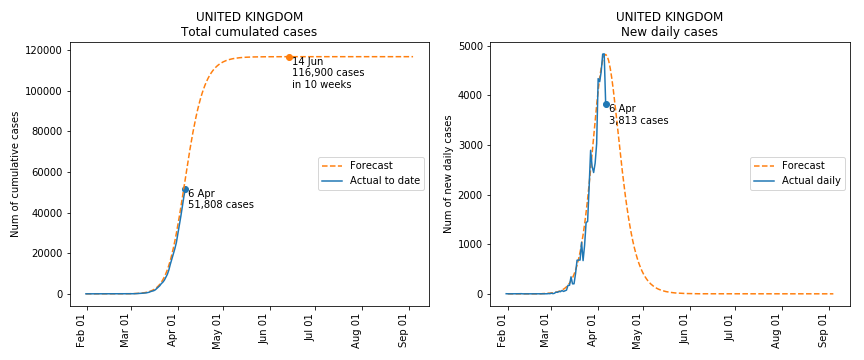 UNITED KINGDOM
Total cumulated cases
Num of cumulative cases
120000
100000
80000
60000
40000
20000
0
14 Jun
116,900 cases
in 10 weeks
6 Apr
51,808 cases
Forecast
Actual to date
Feb 01
Mar 01
Apr 01
May 01
Jun 01
Jul 01
Aug 01
Sep 01
UNITED KINGDOM
New daily cases
Num of new daily cases
5000
4000
3000
2000
1000
0
6 Apr
3,813 cases
Forecast
Actual daily
Feb 01
Mar 01
Apr 01
May 01
Jun 01
Jul 01
Aug 01
Sep 01